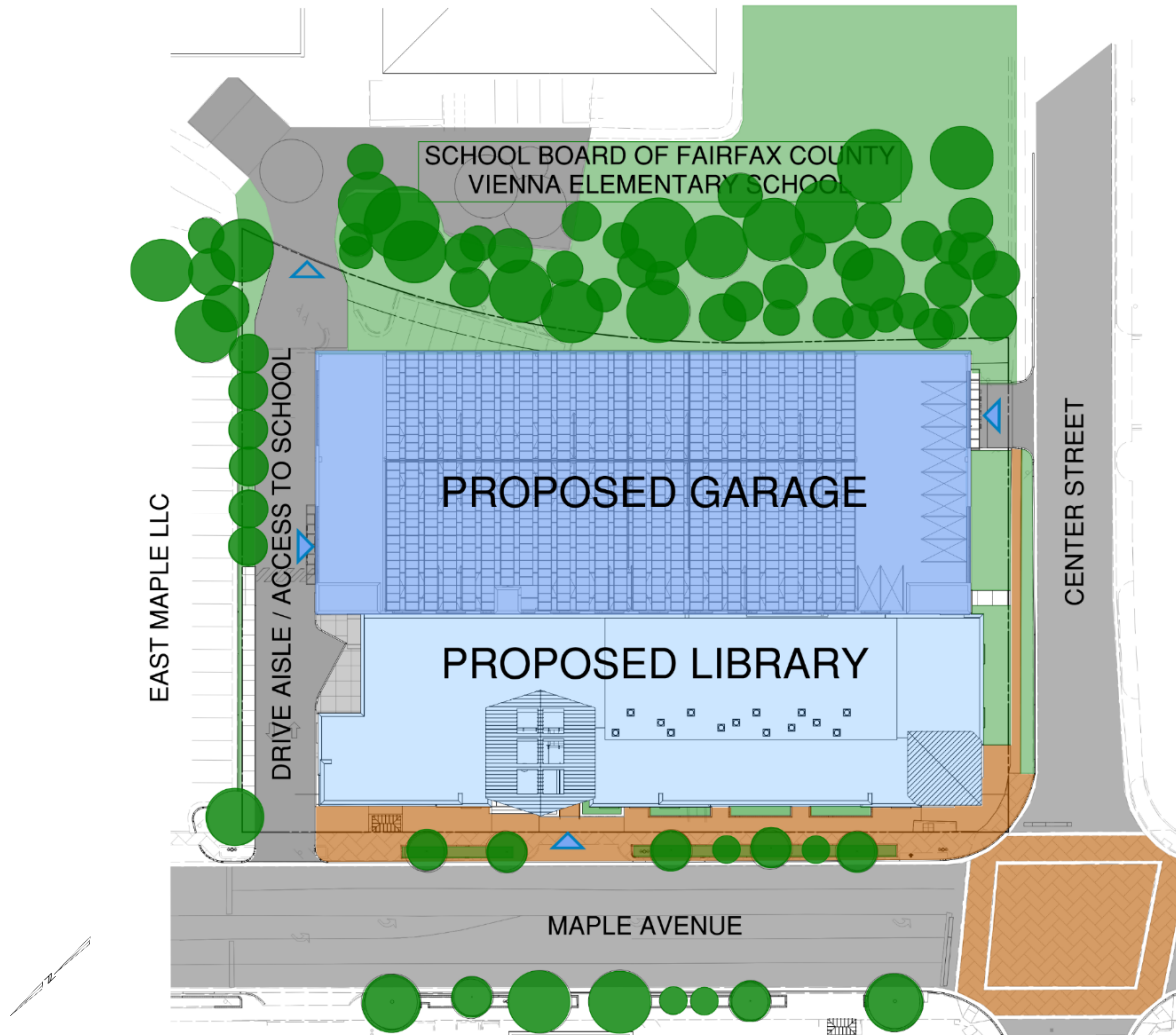 SCHOOL BOARD OF FAIRFAX COUNTY
VIENNA ELEMENTARY SCHOOL
EAST MAPLE LLC
DRIVE AISLE / ACCESS TO SCHOOL
PROPOSED GARAGE
CENTER STREET
PROPOSED LIBRARY
MAPLE AVENUE